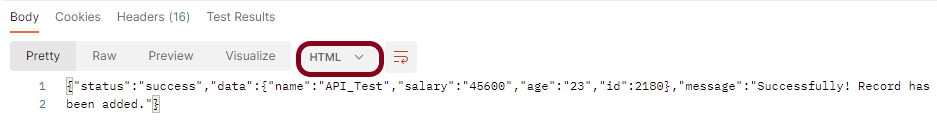 Body Cookies Headers (16) Test Results
Pretty Raw Preview Visualize HTML
1 {"status":"success","data":{"name":"API_Test","salary":"45600","age":"23","id":2180},"message":"Successfully! Record has
2 been added."}